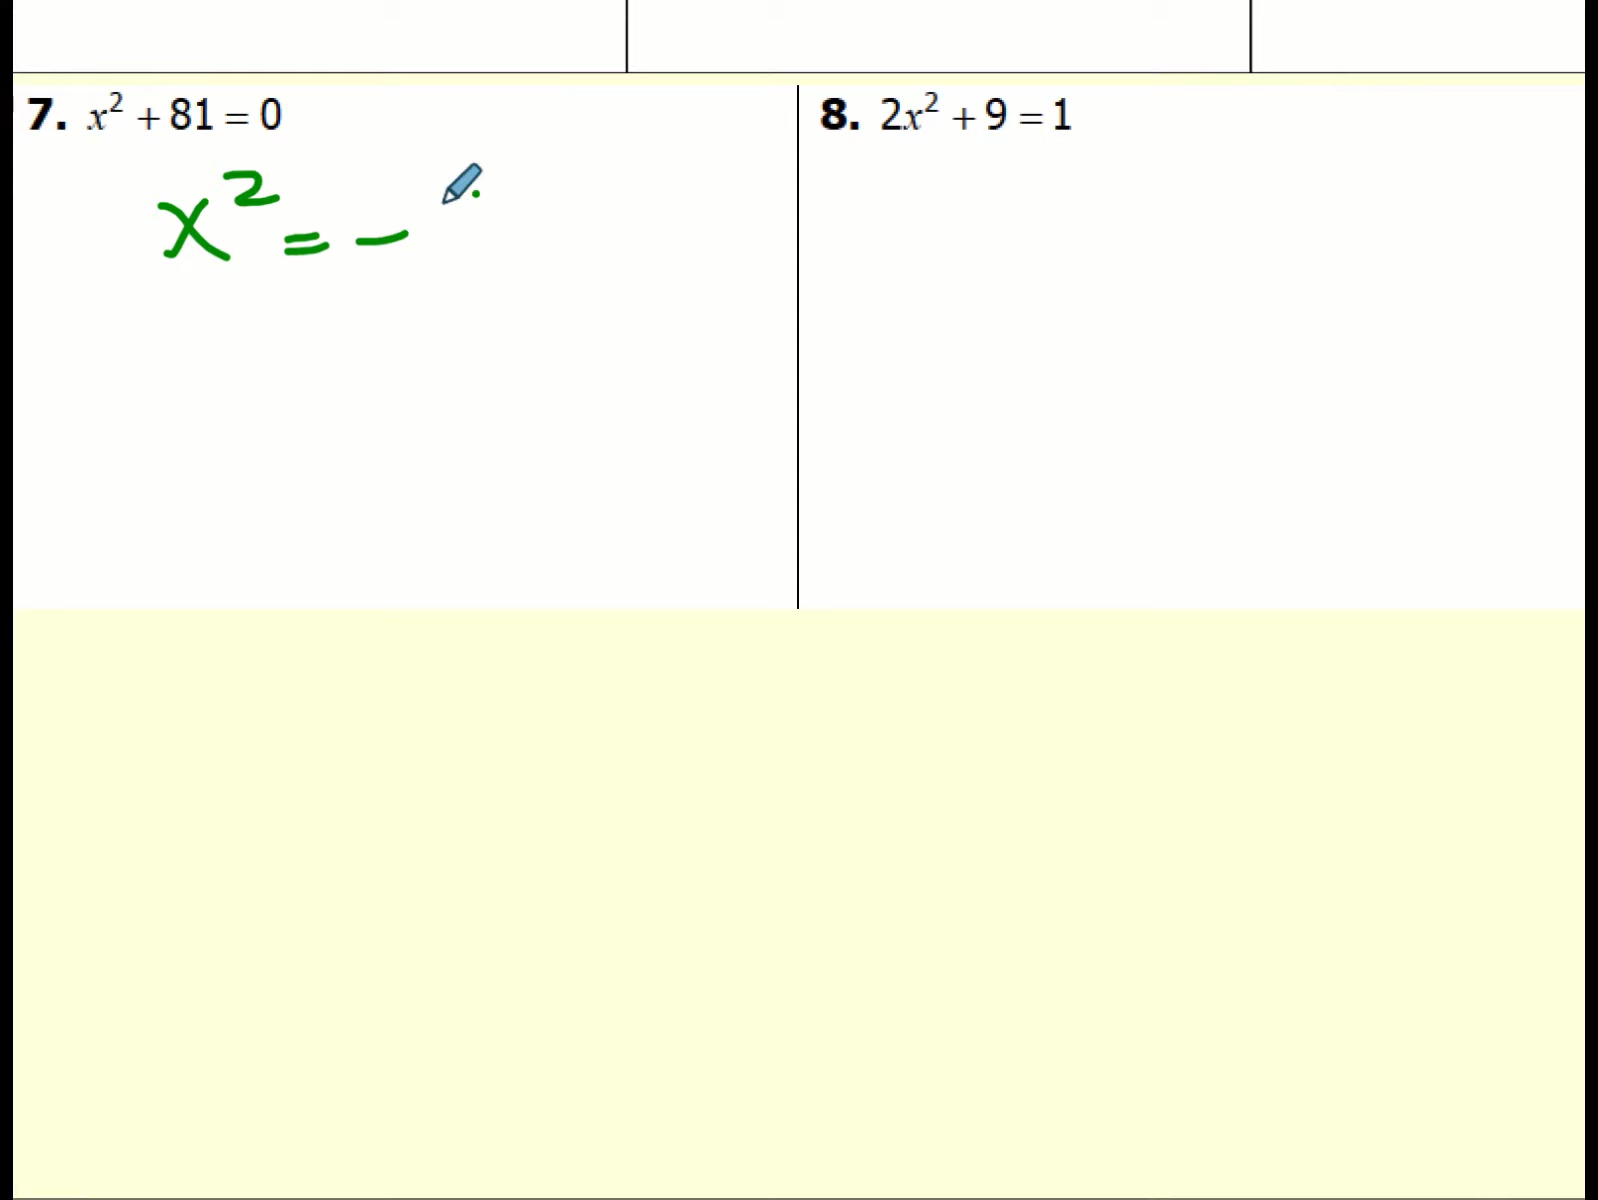 7. x² + 81 = 0
x² = –
8. 2x² + 9 = 1